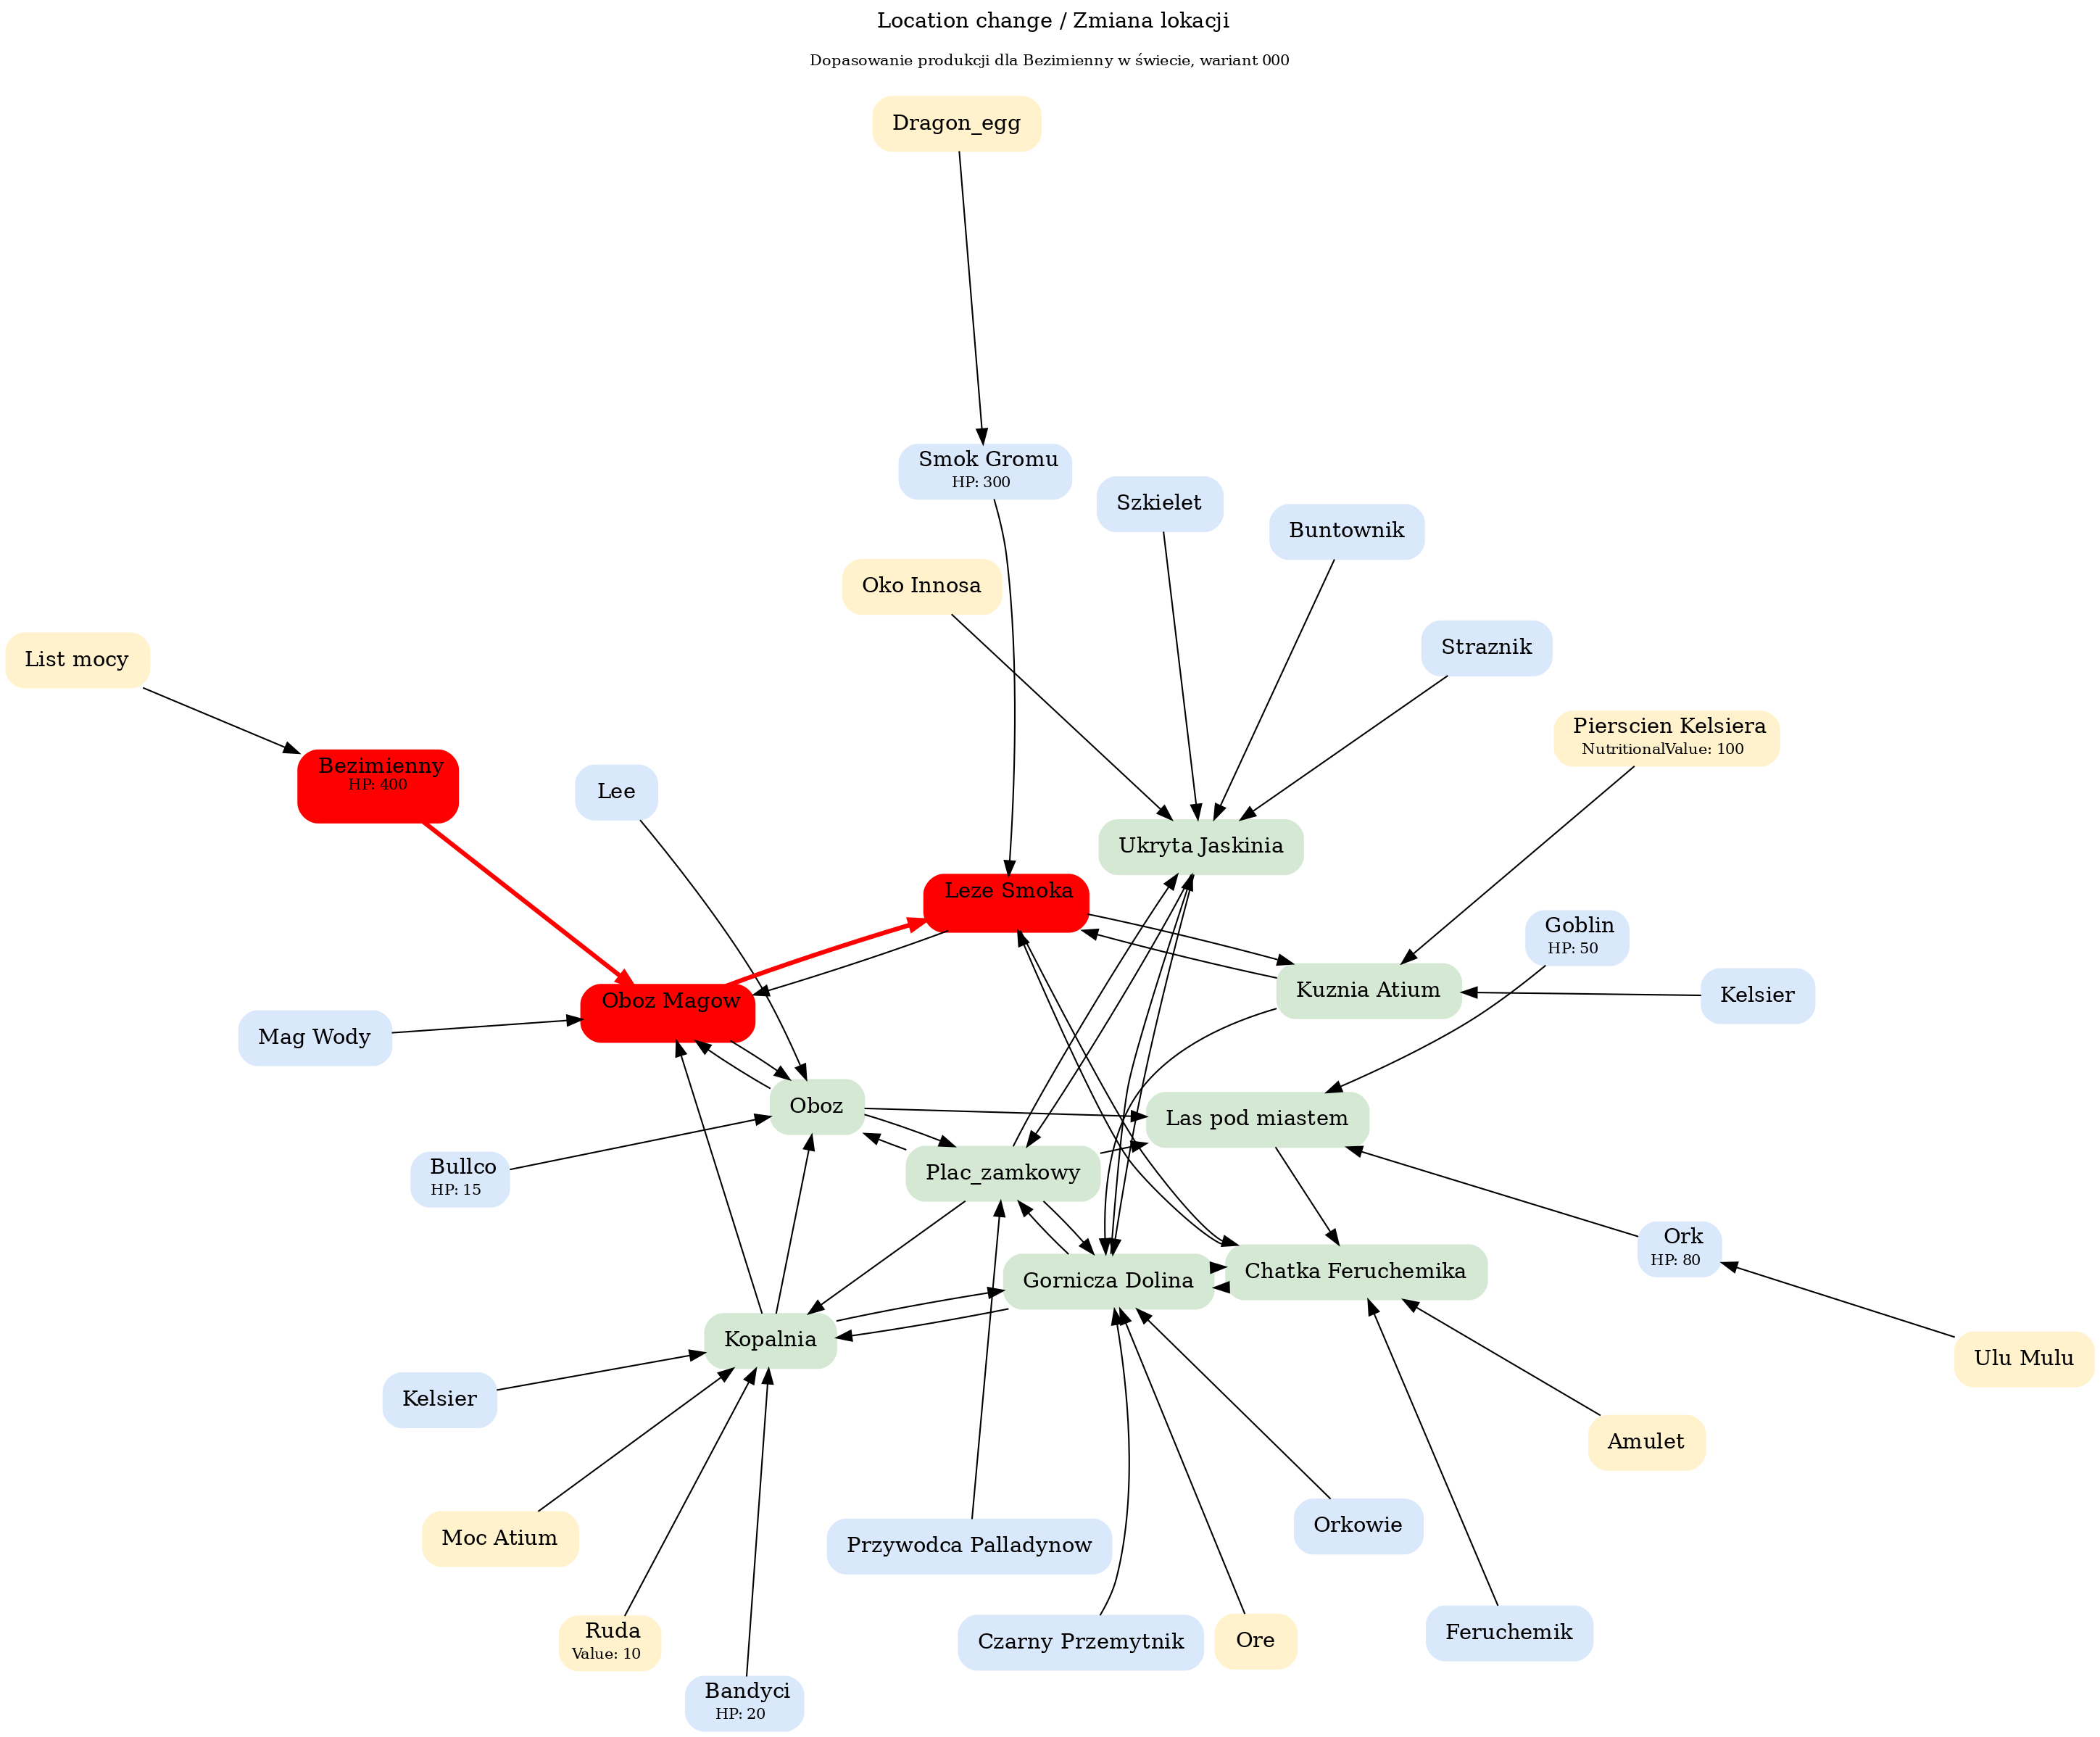 Location change / Zmiana lokacji
Dopasowanie produkcji dla Bezimienny w świecie, wariant 000
Dragon_egg
Smok Gromu
HP: 300
Szkielet
Buntownik
Oko Innosa
Straznik
List mocy
Pierscien Kelsiera
NutritionalValue: 100
Bezimienny
HP: 400
Lee
Ukryta Jaskinia
Leze Smoka
Goblin
HP: 50
Kuznia Atium
Kelsier
Oboz Magow
Mag Wody
Oboz
Las pod miastem
Bullco
HP: 15
Plac_zamkowy
Ork
HP: 80
Gornicza Dolina
Chatka Feruchemika
Kopalnia
Ulu Mulu
Kelsier
Amulet
Moc Atium
Przywodca Palladynow
Orkowie
Ruda
Value: 10
Czarny Przemytnik
Ore
Feruchemik
Bandyci
HP: 20